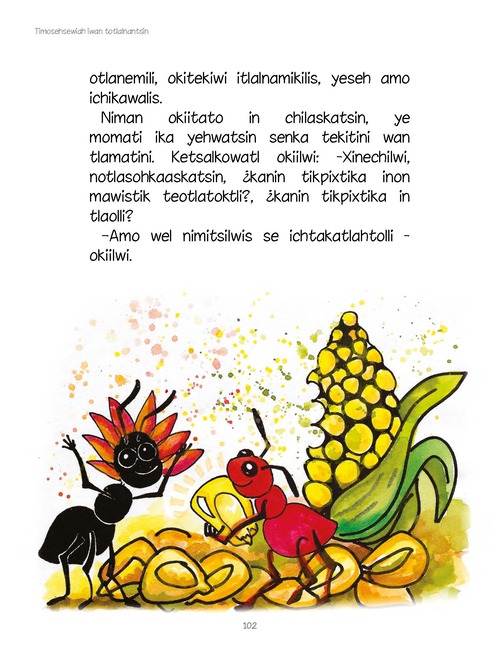 Timosehsewiah iwan totlalnantsin
otlanemili, okitekiwi itlalnamikilis, yeseh amo
ichikawalis.
Niman okiitato in chilaskatsin, ye
momati ika yehwatsin senka tekitini wan
tlamatini. Ketsalkowatl okiilwi: -Xinechilwi,
notlasohkaaskatsin, ¿kanin tikpixtika inon
mawistik teotlatoktli?, ¿kanin tikpixtika in
tlaolli?
-Amo wel nimitsilwis se ichtakatlahtolli -
okiilwi.
102